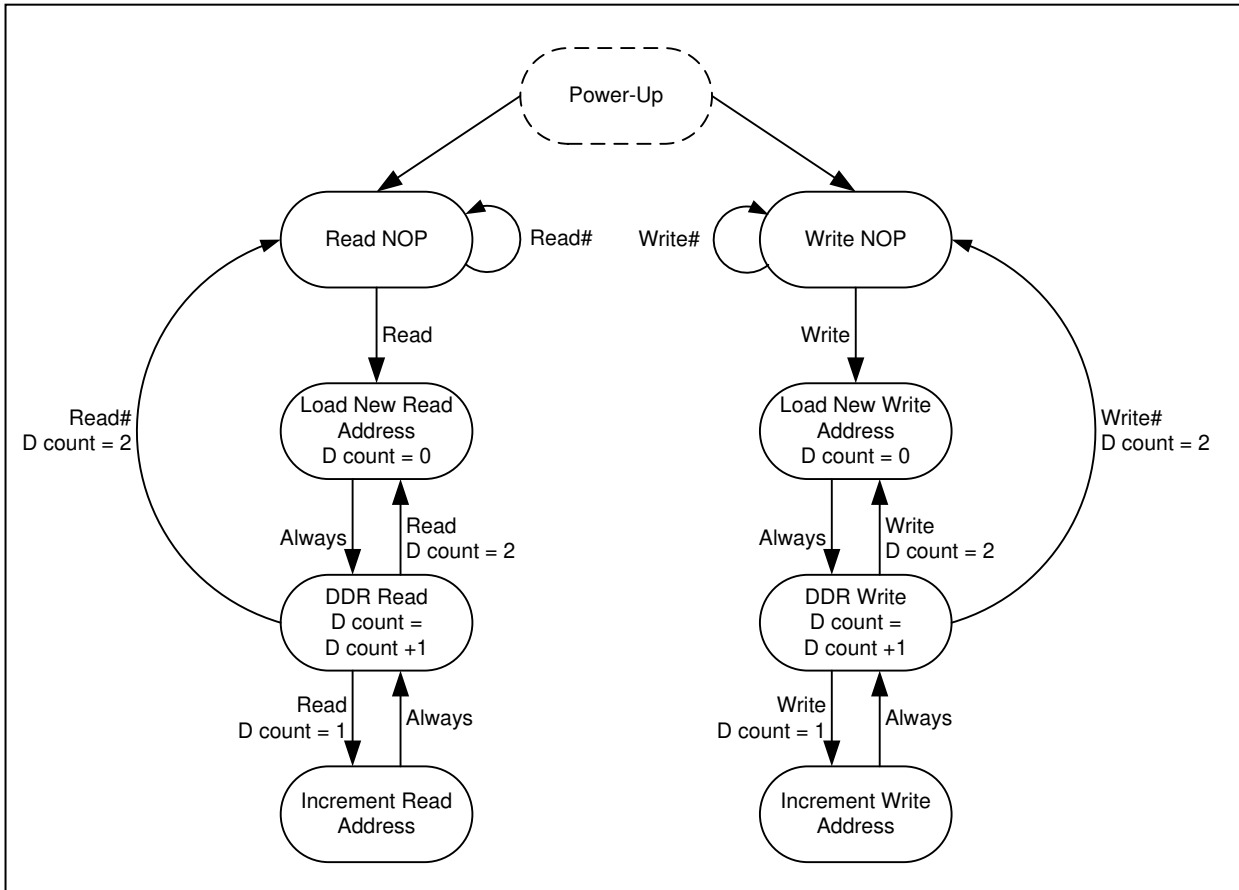 Power-Up
Read NOP
Read#
Write#
Write NOP
Read
Write
Load New Read
Address
D count = 0
Load New Write
Address
D count = 0
Read#
D count = 2
Write#
D count = 2
Always
Read
D count = 2
Always
Write
D count = 2
DDR Read
D count =
D count +1
DDR Write
D count =
D count +1
Read
D count = 1
Always
Write
D count = 1
Always
Increment Read
Address
Increment Write
Address